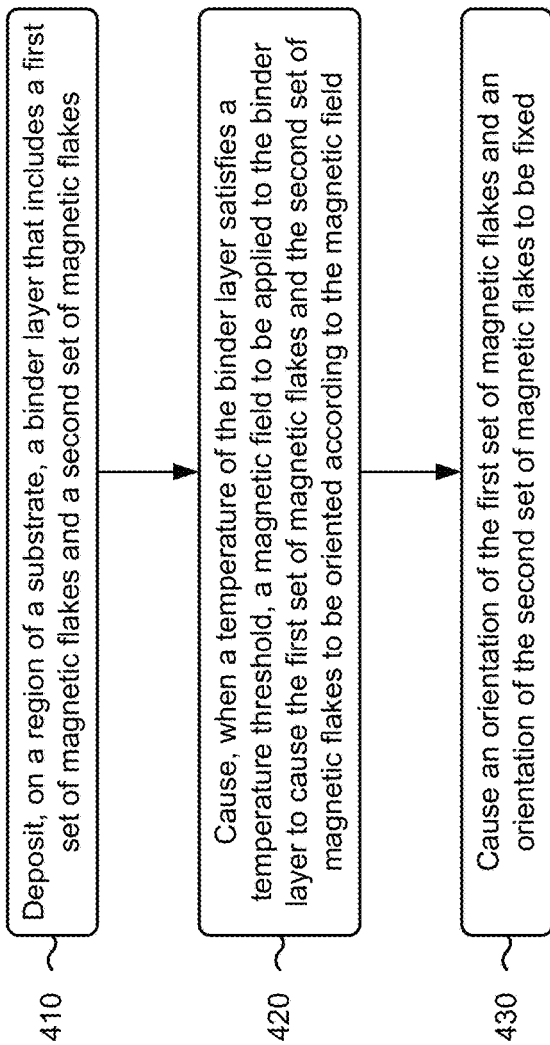 410
Deposit, on a region of a substrate, a binder layer that includes a first
set of magnetic flakes and a second set of magnetic flakes
420
Cause, when a temperature of the binder layer satisfies a
temperature threshold, a magnetic field to be applied to the binder
layer to cause the first set of magnetic flakes and the second set of
magnetic flakes to be oriented according to the magnetic field
430
Cause an orientation of the first set of magnetic flakes and an
orientation of the second set of magnetic flakes to be fixed